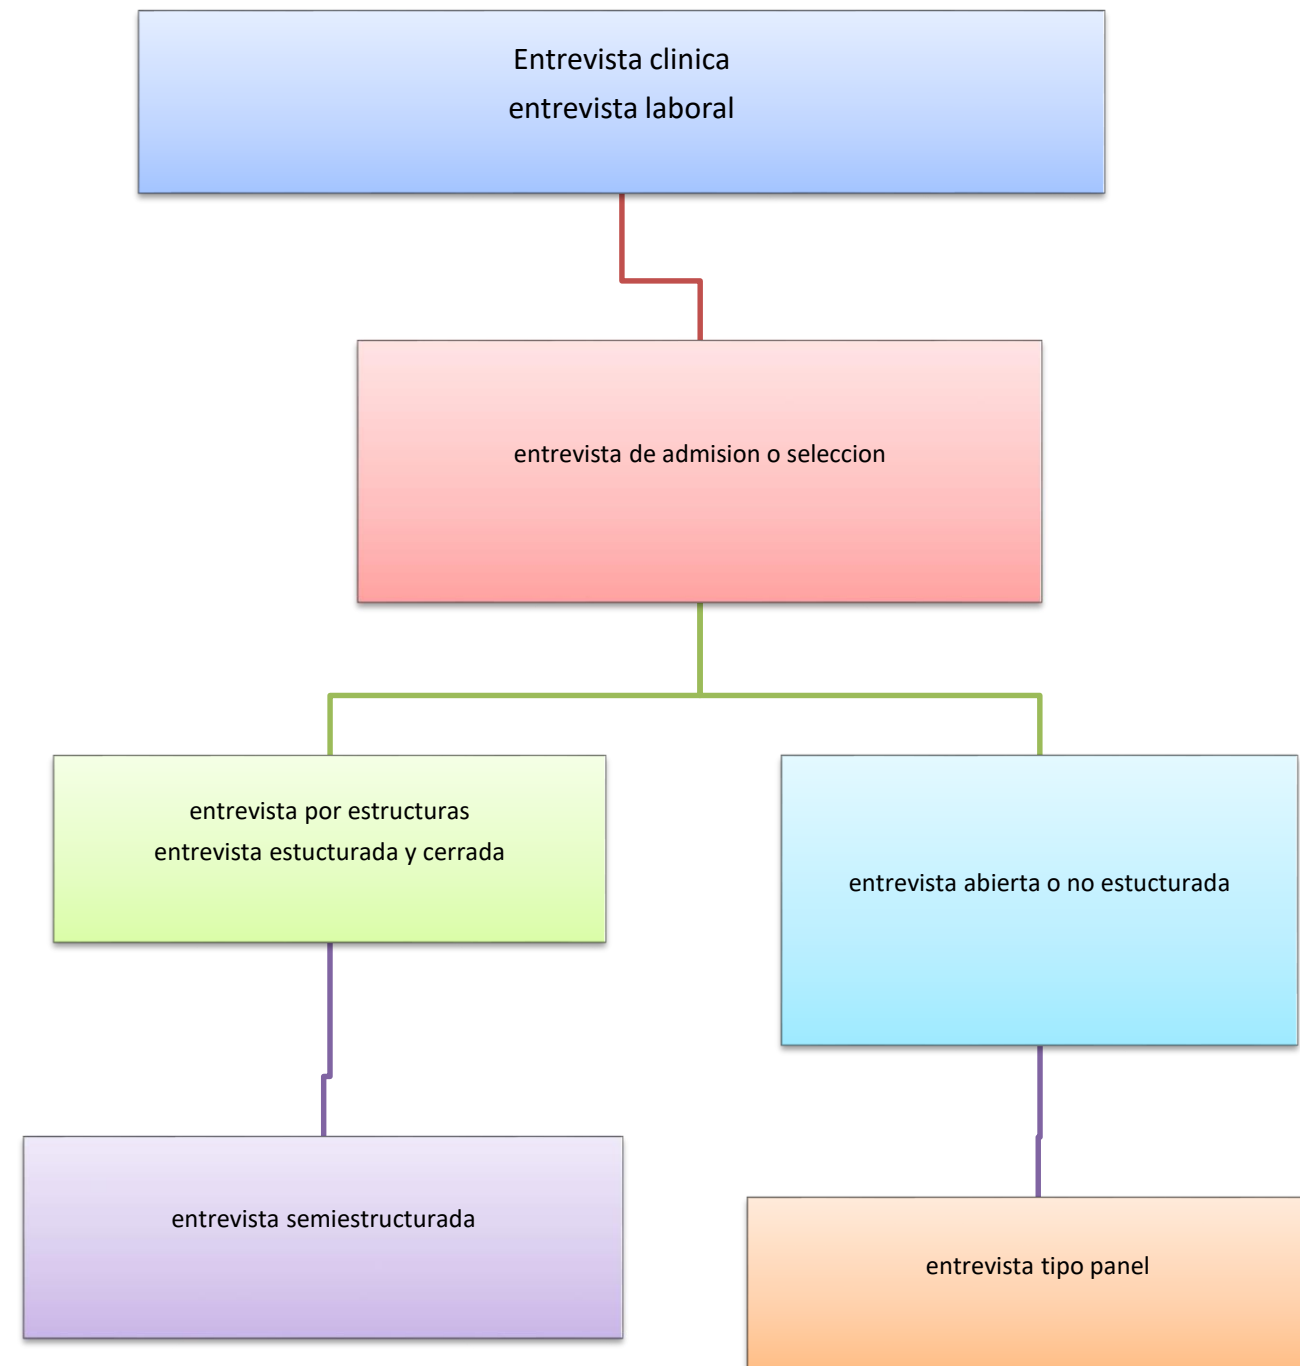 Entrevista clinica
entrevista laboral
entrevista de admision o seleccion
entrevista por estructuras
entrevista estucturada y cerrada
entrevista abierta o no estucturada
entrevista semiestructurada
entrevista tipo panel